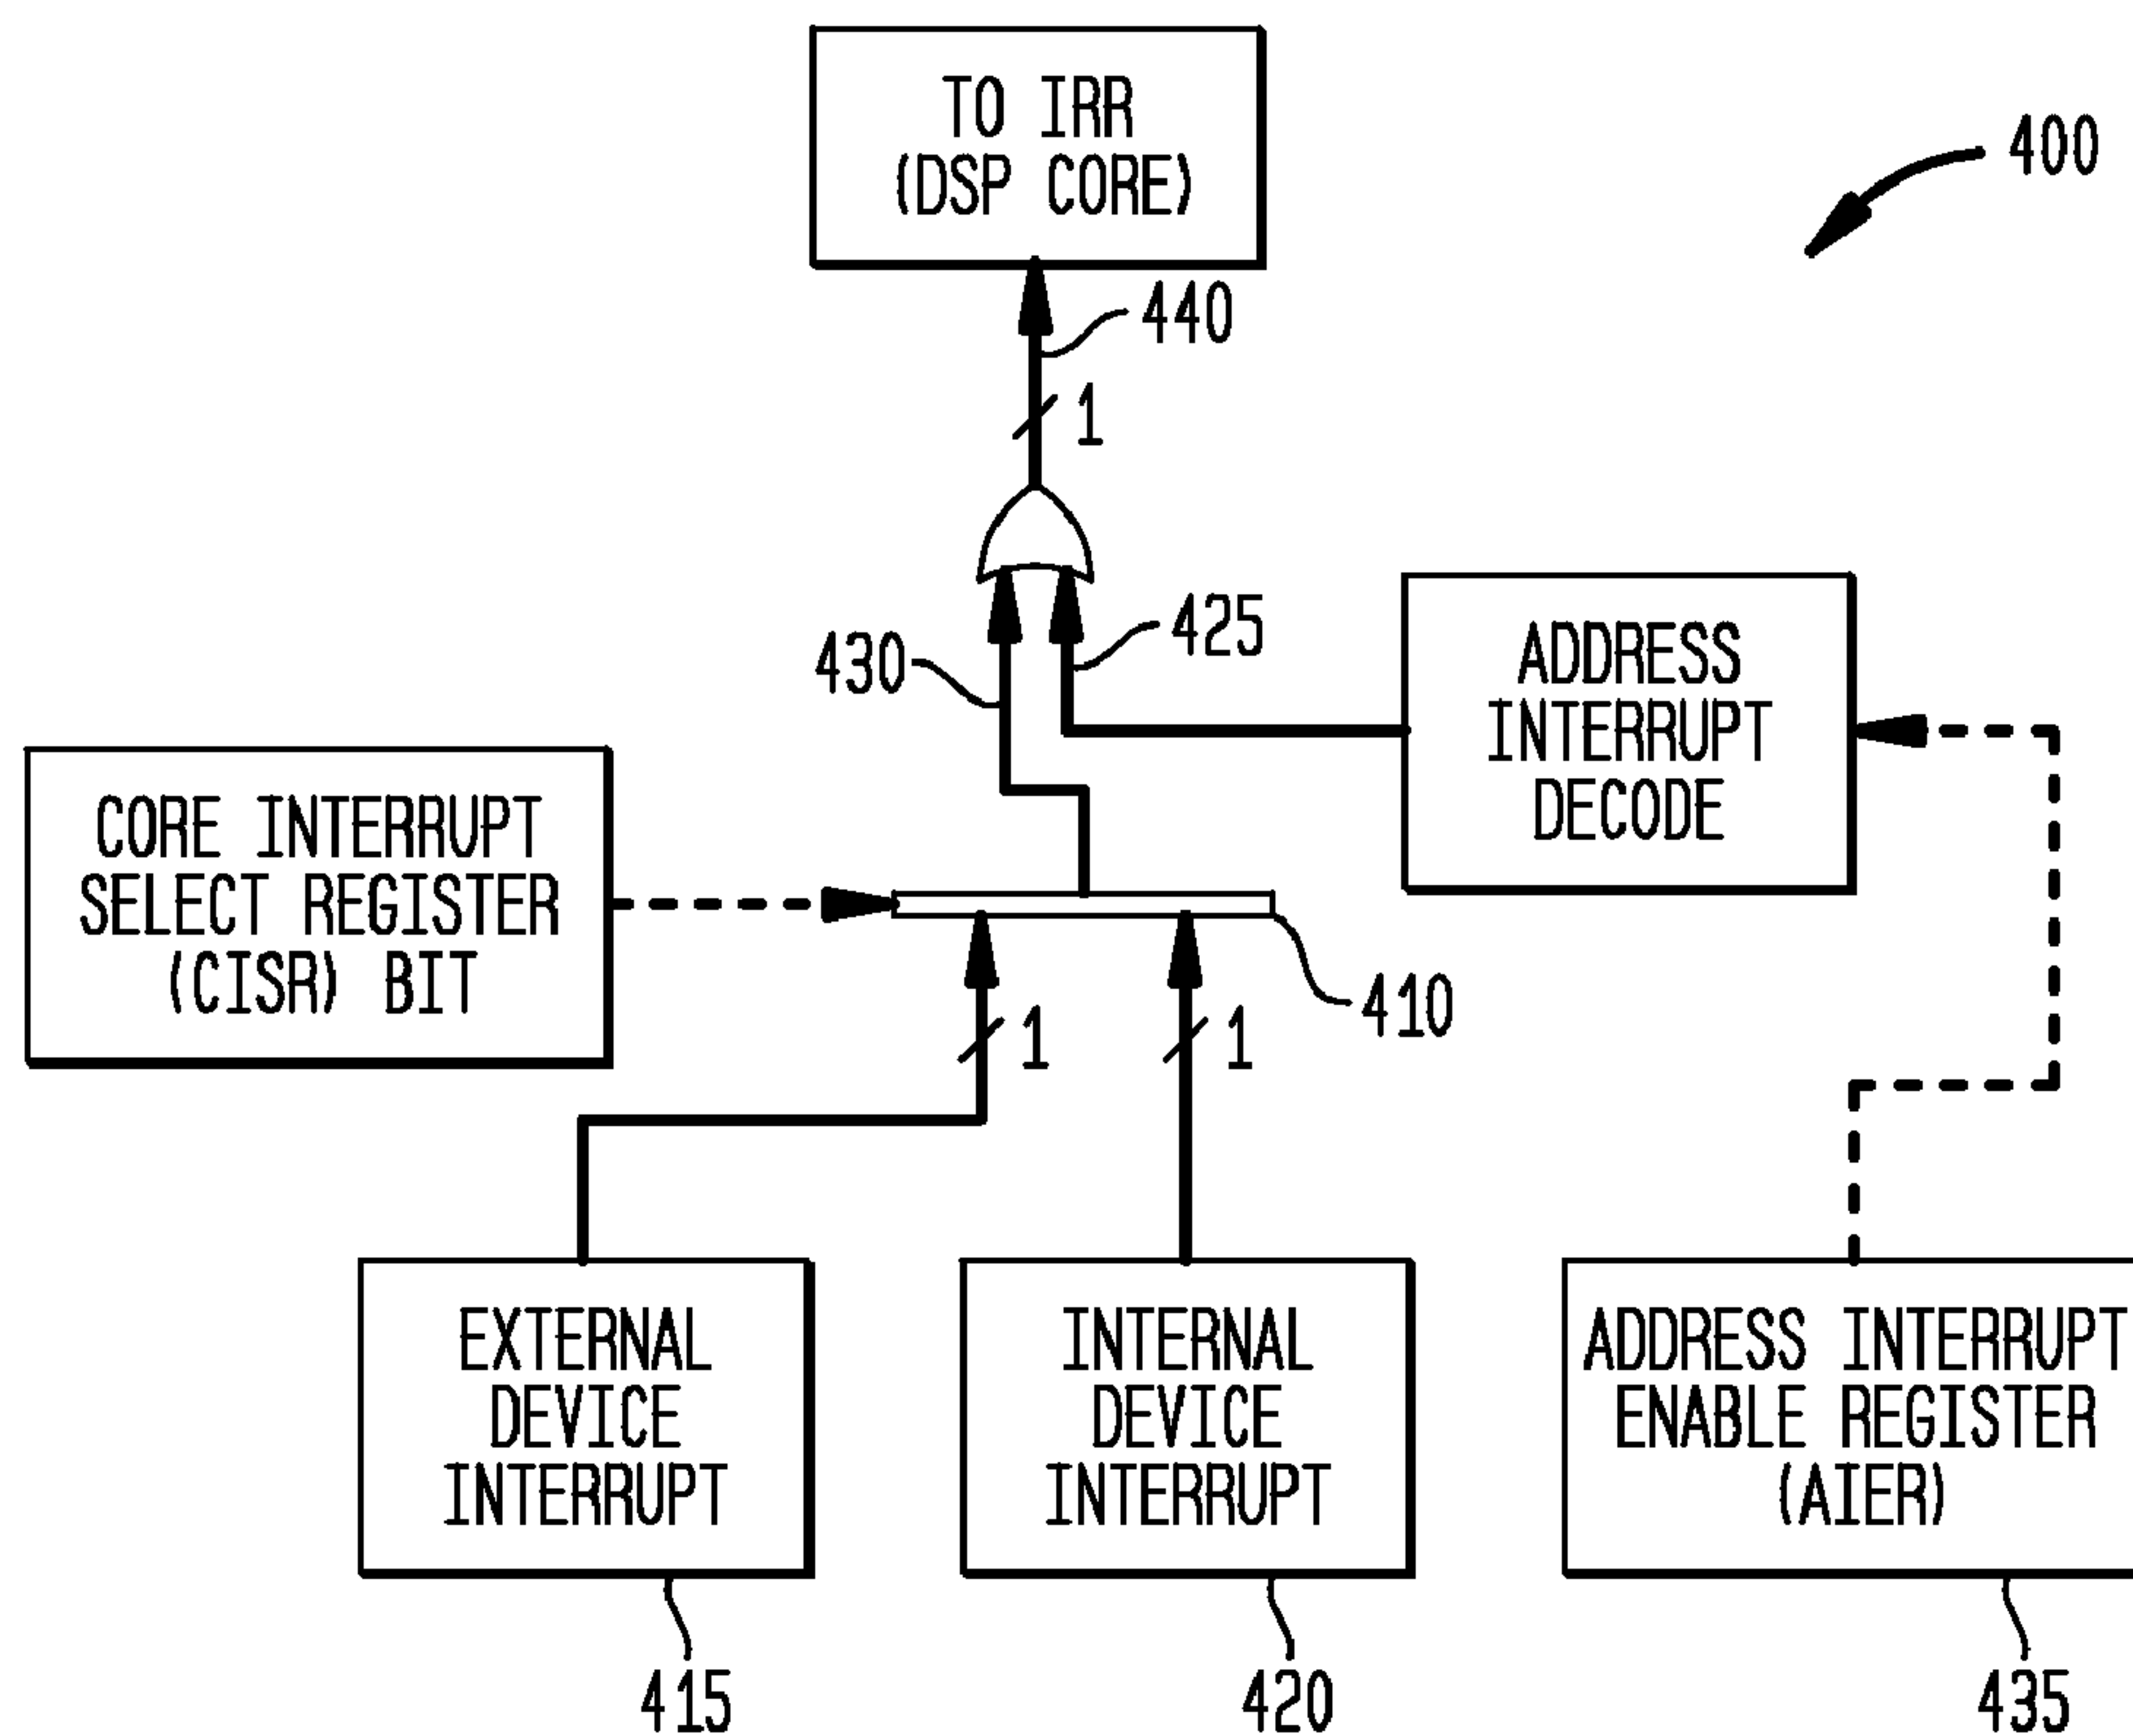 TO IRR
(DSP CORE)
400
440
1
425
430
ADDRESS
INTERRUPT
DECODE
CORE INTERRUPT
SELECT REGISTER
(CISR) BIT
410
1
1
EXTERNAL
DEVICE
INTERRUPT
INTERNAL
DEVICE
INTERRUPT
ADDRESS INTERRUPT
ENABLE REGISTER
(AIER)
415
420
435